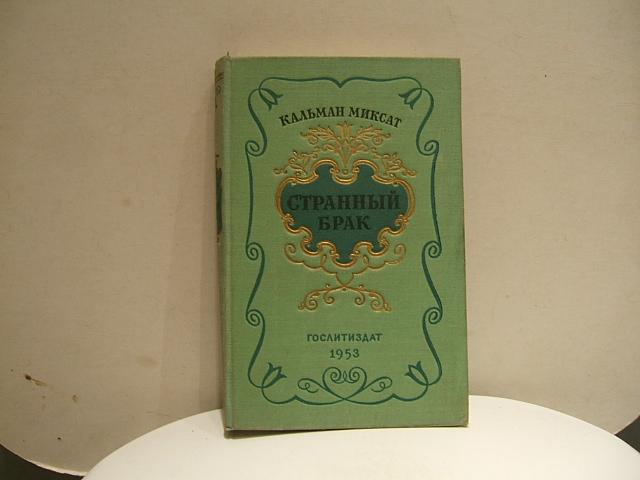 КАЛЬМАН МИКСАТ
СТРАННЫЙ
БРАК
ГОСЛИТИЗДАТ
1953